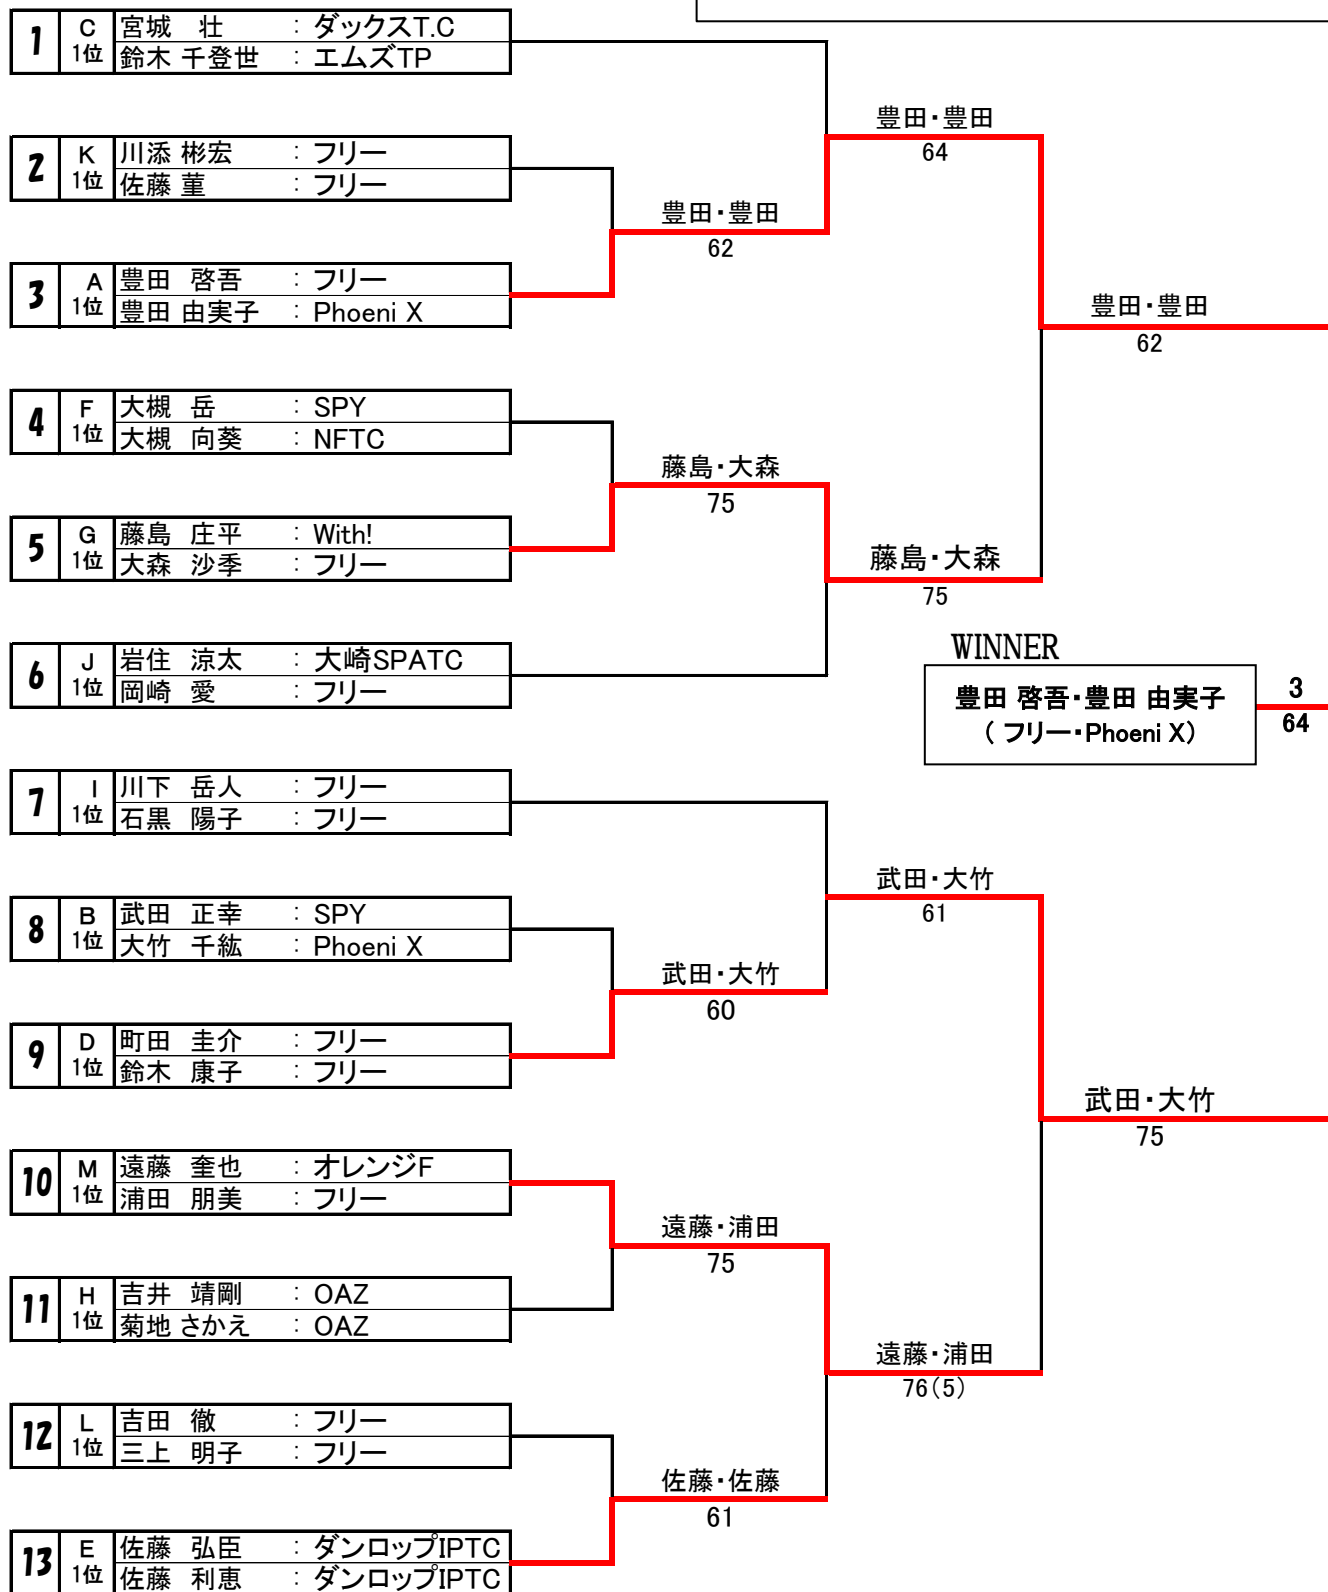 1 C 1位 宮城 壮 : ダックスT.C
鈴木 千登世 : エムズTP
豊田・豊田
64
2 K 1位 川添 彬宏 : フリー
佐藤 菫 : フリー
豊田・豊田
62
3 A 1位 豊田 啓吾 : フリー
豊田 由実子 : Phoeni X
豊田・豊田
62
4 F 1位 大槻 岳 : SPY
大槻 向葵 : NFTC
藤島・大森
75
5 G 1位 藤島 庄平 : With!
大森 沙季 : フリー
藤島・大森
75
6 J 1位 岩住 涼太 : 大崎SPATC
岡崎 愛 : フリー
WINNER
豊田 啓吾・豊田 由実子
( フリー・Phoeni X)
3
64
7 I 1位 川下 岳人 : フリー
石黒 陽子 : フリー
武田・大竹
61
8 B 1位 武田 正幸 : SPY
大竹 千紘 : Phoeni X
武田・大竹
60
9 D 1位 町田 圭介 : フリー
鈴木 康子 : フリー
武田・大竹
75
10 M 1位 遠藤 奎也 : オレンジF
浦田 朋美 : フリー
遠藤・浦田
75
11 H 1位 吉井 靖剛 : OAZ
菊地 さかえ : OAZ
遠藤・浦田
76(5)
12 L 1位 吉田 徹 : フリー
三上 明子 : フリー
佐藤・佐藤
61
13 E 1位 佐藤 弘臣 : ダンロップIPTC
佐藤 利恵 : ダンロップIPTC